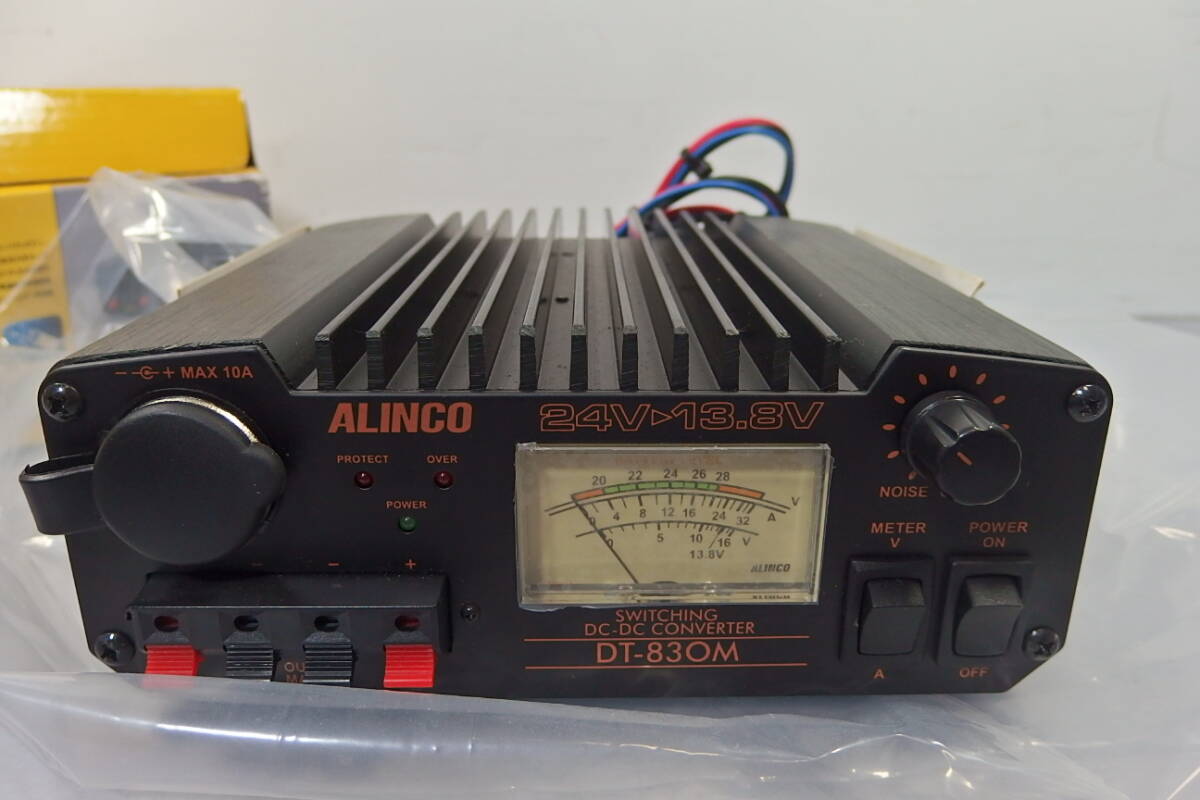 - + MAX 10A
ALINCO
24V▷13.8V
PROTECT
OVER
POWER
- - +
20 22 24 26 28
V
0 4 8 12 16 24 32
A
0 5 10 16 V
13.8V
ALINCO
NOISE
METER
V
A
POWER
ON
OFF
SWITCHING
DC-DC CONVERTER
DT-830M